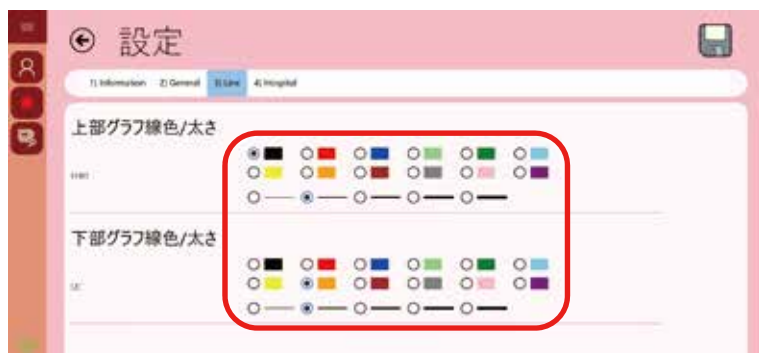 設定
1) Information 2) General 3) Line 4) Hospital
上部グラフ線色/太さ
下部グラフ線色/太さ
UC